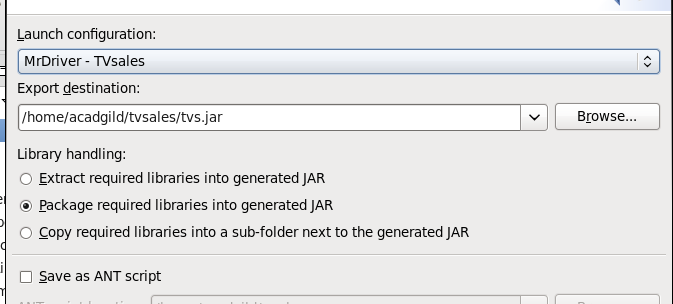 Launch configuration:
MrDriver - TVsales
Export destination:
/home/acadgild/tvsales/tvs.jar
Browse...
Library handling:
Extract required libraries into generated JAR
Package required libraries into generated JAR
Copy required libraries into a sub-folder next to the generated JAR
Save as ANT script